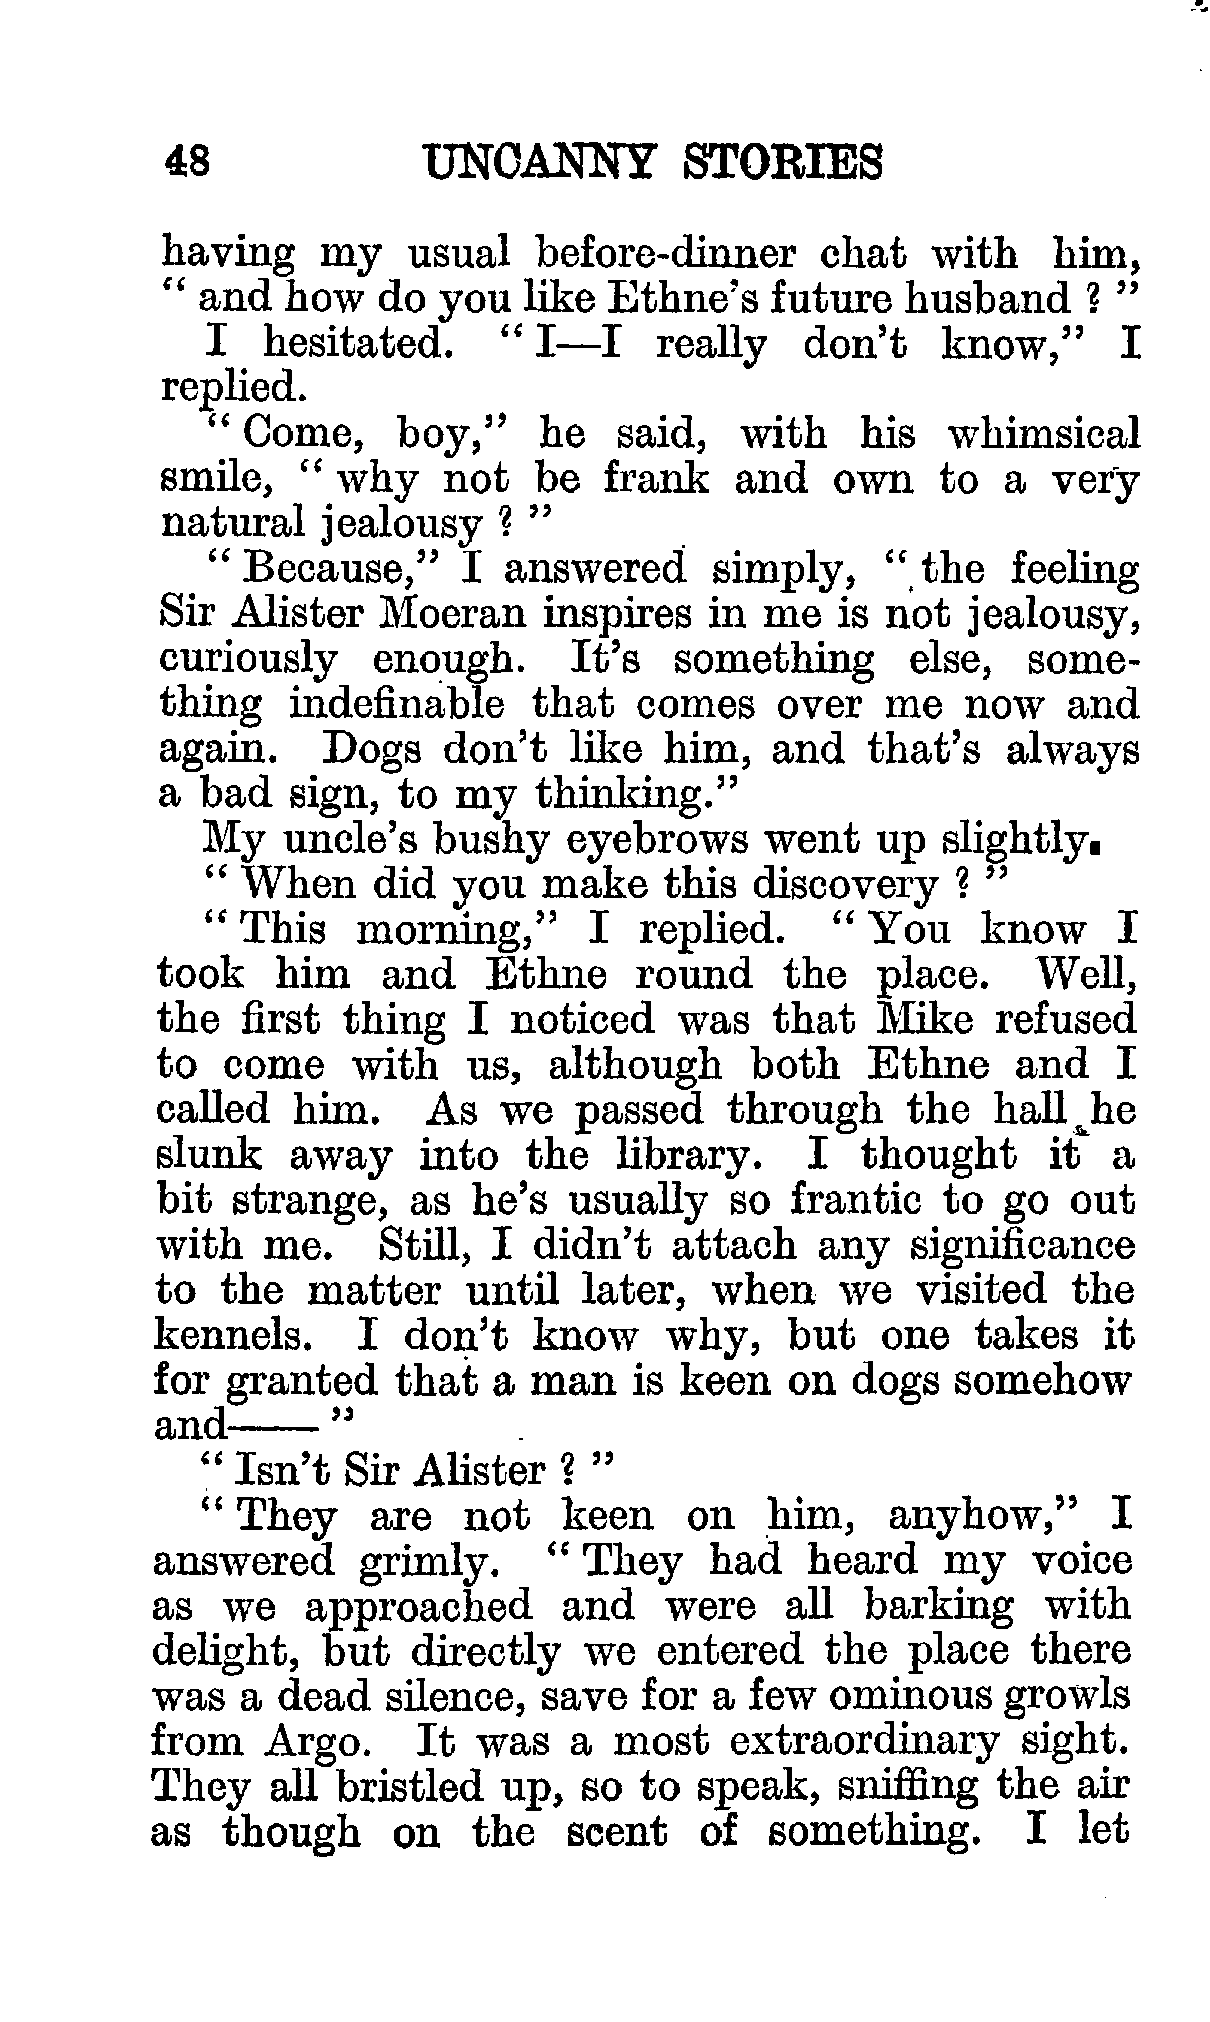 48 UNCANNY STORIES
having my usual before-dinner chat with him,
“ and how do you like Ethne’s future husband ? ”
I hesitated. “ I—I really don’t know,” I
replied.
“ Come, boy,” he said, with his whimsical
smile, “ why not be frank and own to a very
natural jealousy ? ”
“ Because,” I answered simply, “ the feeling
Sir Alister Moeran inspires in me is not jealousy,
curiously enough. It’s something else, some-
thing indefinable that comes over me now and
again. Dogs don’t like him, and that’s always
a bad sign, to my thinking.”
My uncle’s bushy eyebrows went up slightly.
“ When did you make this discovery ? ”
“ This morning,” I replied. “ You know I
took him and Ethne round the place. Well,
the first thing I noticed was that Mike refused
to come with us, although both Ethne and I
called him. As we passed through the hall he
slunk away into the library. I thought it a
bit strange, as he’s usually so frantic to go out
with me. Still, I didn’t attach any significance
to the matter until later, when we visited the
kennels. I don’t know why, but one takes it
for granted that a man is keen on dogs somehow
and—— ”
“ Isn’t Sir Alister ? ”
“ They are not keen on him, anyhow,” I
answered grimly. “ They had heard my voice
as we approached and were all barking with
delight, but directly we entered the place there
was a dead silence, save for a few ominous growls
from Argo. It was a most extraordinary sight.
They all bristled up, so to speak, sniffing the air
as though on the scent of something. I let